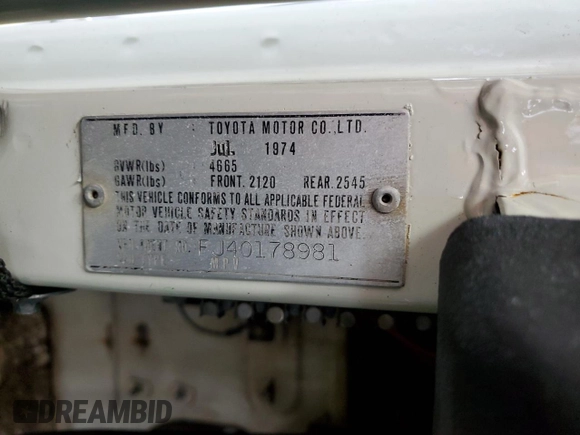 MFD. BY TOYOTA MOTOR CO.,LTD.
JUL 1974
GVWR(lbs) 4665
GAWR(lbs) FRONT.2120 REAR.2545
THIS VEHICLE CONFORMS TO ALL APPLICABLE FEDERAL
MOTOR VEHICLE SAFETY STANDARDS IN EFFECT
ON THE DATE OF MANUFACTURE SHOWN ABOVE.
FJ40178981
MPV
DREAMBID